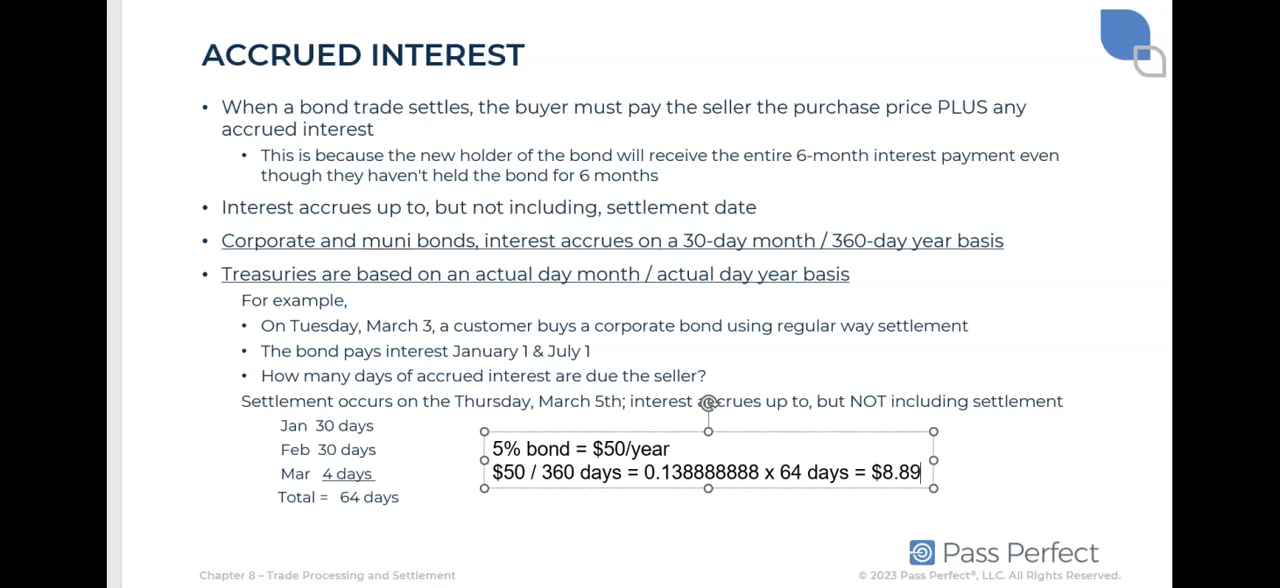 ACCRUED INTEREST
• When a bond trade settles, the buyer must pay the seller the purchase price PLUS any
accrued interest
• This is because the new holder of the bond will receive the entire 6-month interest payment even
though they haven't held the bond for 6 months
• Interest accrues up to, but not including, settlement date
• Corporate and muni bonds, interest accrues on a 30-day month / 360-day year basis
• Treasuries are based on an actual day month / actual day year basis
For example,
• On Tuesday, March 3, a customer buys a corporate bond using regular way settlement
• The bond pays interest January 1 & July 1
• How many days of accrued interest are due the seller?
Settlement occurs on the Thursday, March 5th; interest accrues up to, but NOT including settlement
Jan 30 days
Feb 30 days
Mar 4 days
Total = 64 days
5% bond = $50/year
$50 / 360 days = 0.138888888 x 64 days = $8.89
Pass Perfect
Chapter 8 – Trade Processing and Settlement
© 2023 Pass Perfect®, LLC. All Rights Reserved.